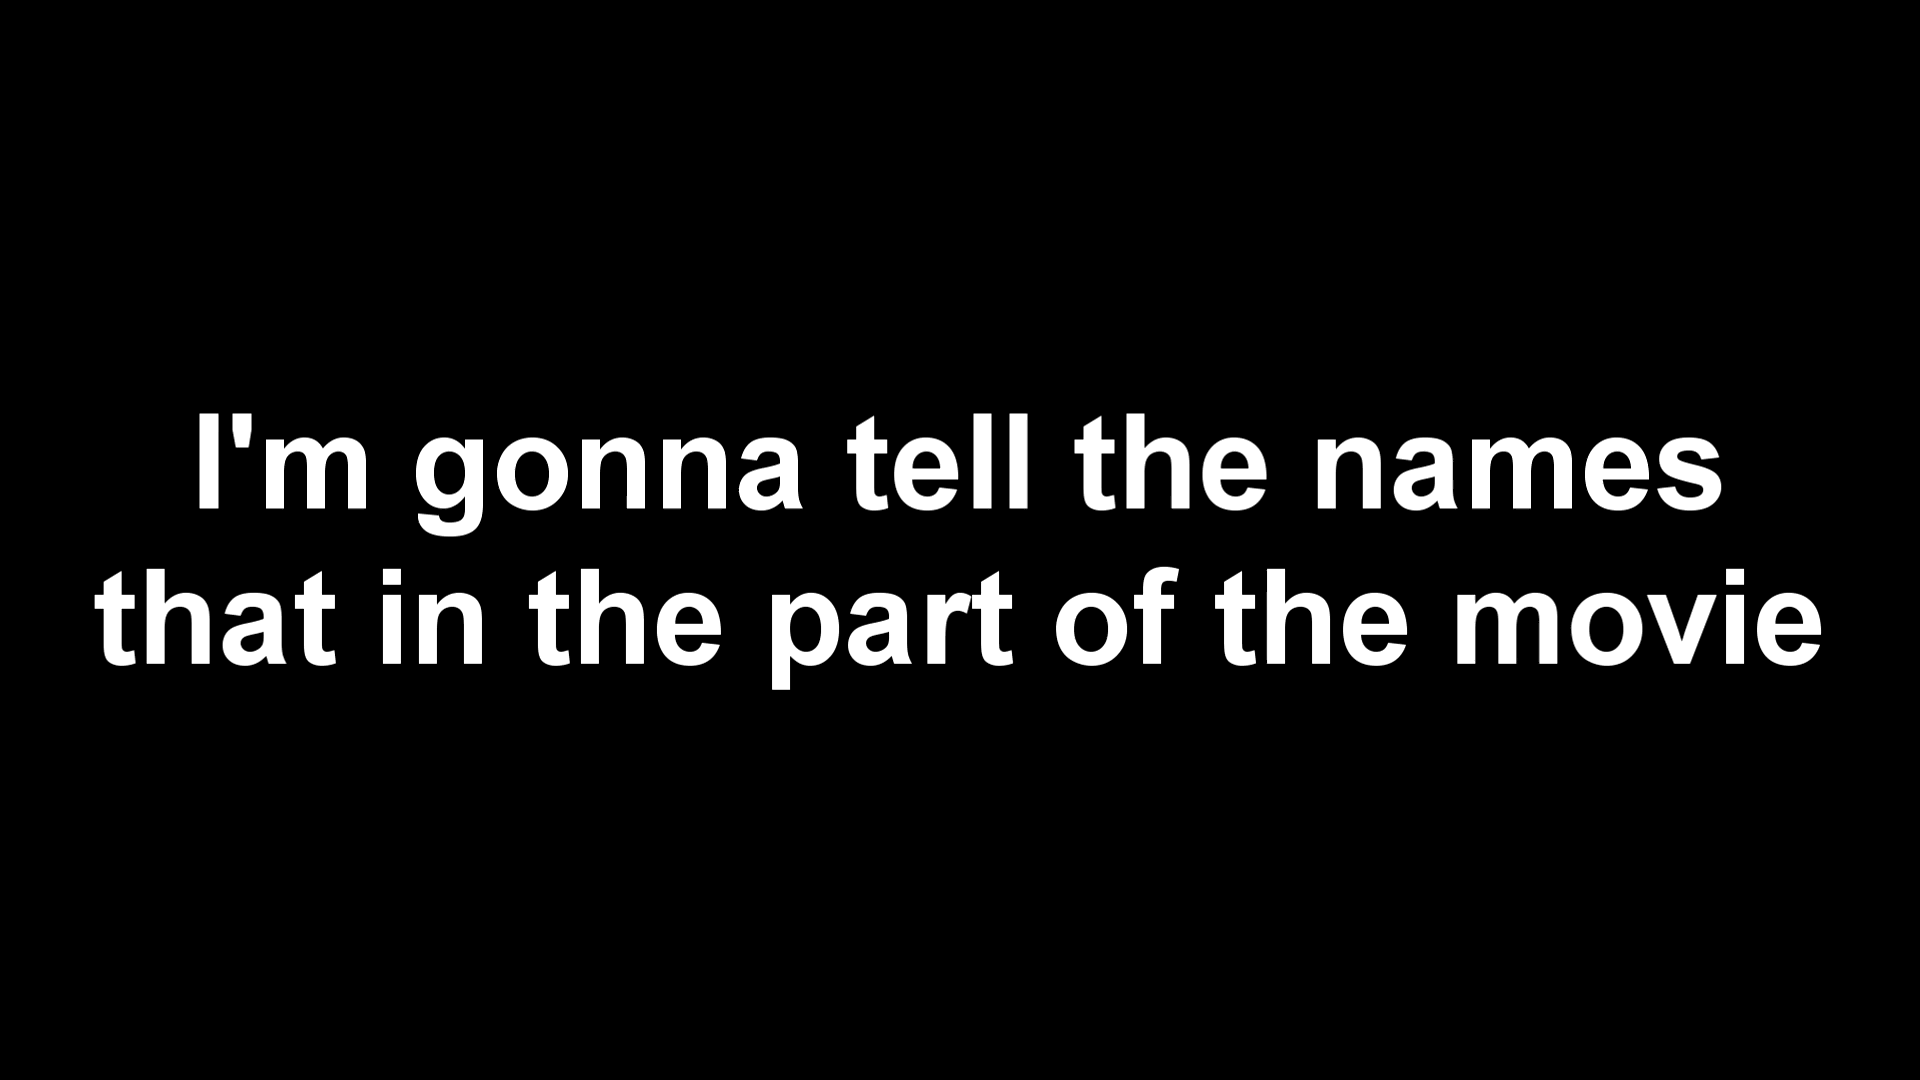 I'm gonna tell the names
that in the part of the movie